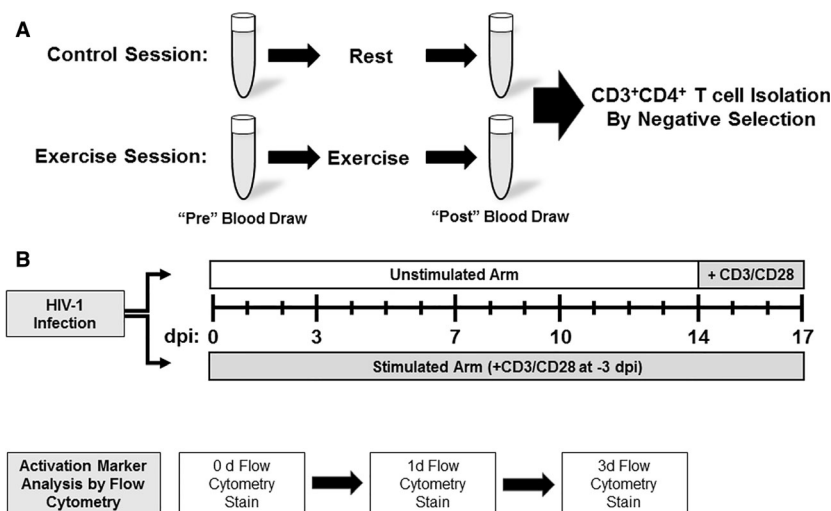 A
Control Session:
Rest
Exercise Session:
Exercise
"Pre" Blood Draw
"Post" Blood Draw
CD3⁺CD4⁺ T cell Isolation
By Negative Selection
B
HIV-1
Infection
Unstimulated Arm
+ CD3/CD28
dpi: 0 3 7 10 14 17
Stimulated Arm (+CD3/CD28 at -3 dpi)
Activation Marker
Analysis by Flow
Cytometry
0 d Flow
Cytometry
Stain
1d Flow
Cytometry
Stain
3d Flow
Cytometry
Stain